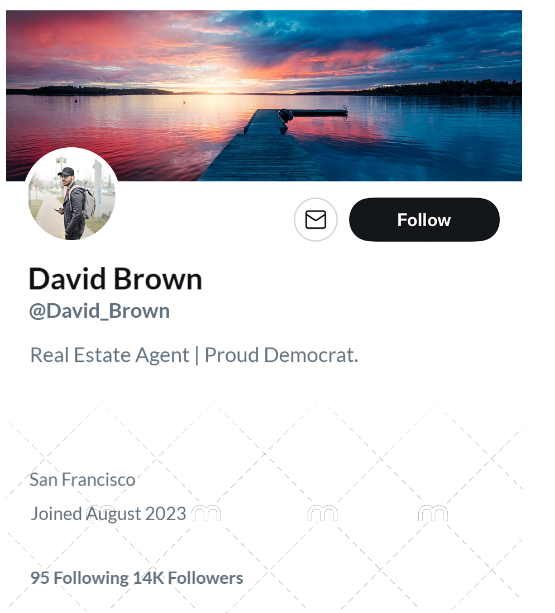 Follow
David Brown
@David_Brown
Real Estate Agent | Proud Democrat.
San Francisco
Joined August 2023
95 Following 14K Followers